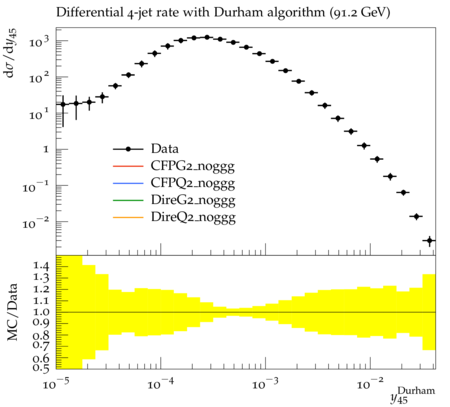 Differential 4-jet rate with Durham algorithm (91.2 GeV)
dσ/dy₄₅
10³
10²
10¹
1
10⁻¹
10⁻²
Data
CFPG2_noggg
CFPQ2_noggg
DireG2_noggg
DireQ2_noggg
MC/Data
1.4
1.3
1.2
1.1
1.0
0.9
0.8
0.7
0.6
0.5
10⁻⁵ 10⁻⁴ 10⁻³ 10⁻²
y₄₅^Durham